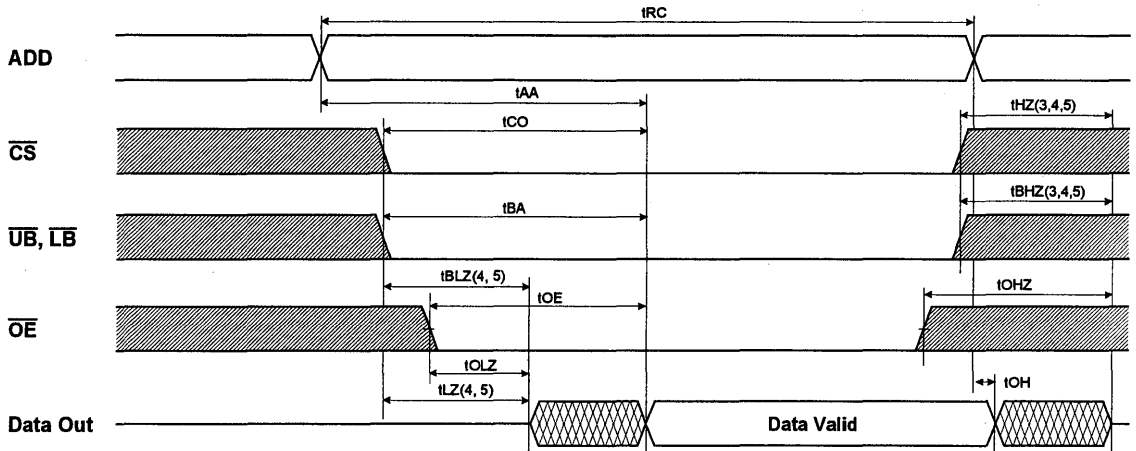 tRC
ADD
tAA
tCO
tHZ(3,4,5)
CS
tBA
tBHZ(3,4,5)
UB, LB
tBLZ(4, 5)
tOE
tOHZ
OE
tOLZ
tLZ(4, 5)
tOH
Data Out
Data Valid